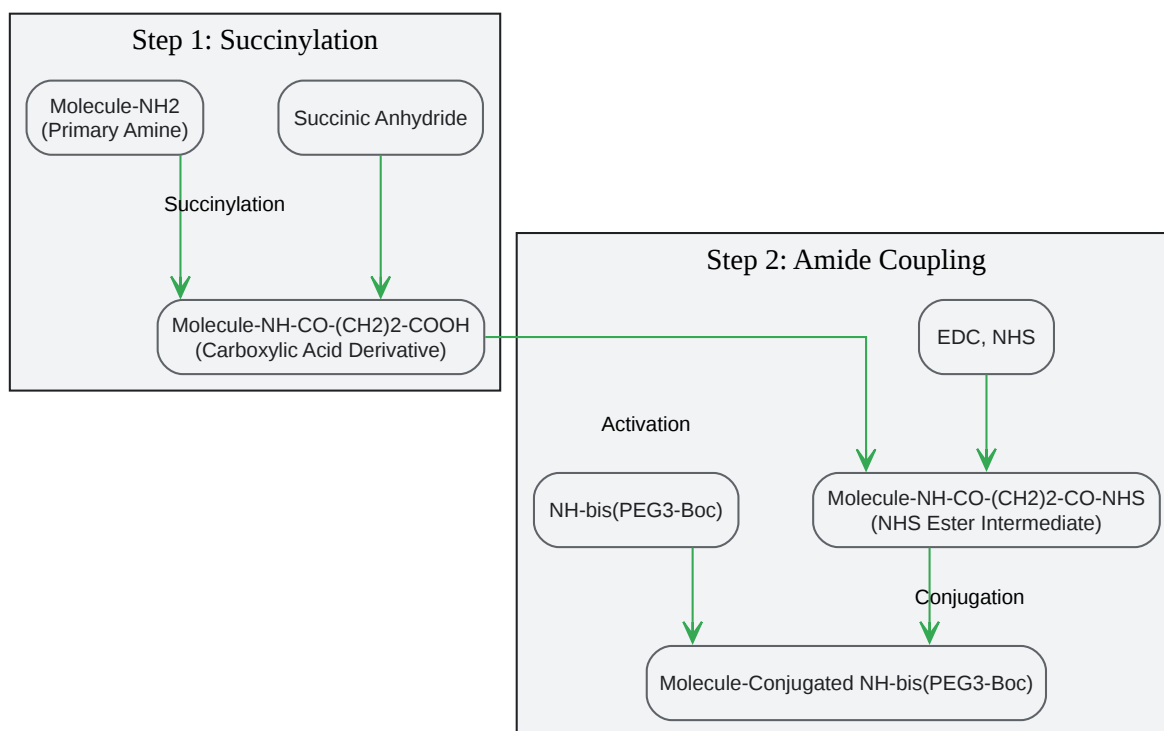 Step 1: Succinylation
Molecule-NH2
(Primary Amine)
Succinic Anhydride
Succinylation
Molecule-NH-CO-(CH2)2-COOH
(Carboxylic Acid Derivative)
Step 2: Amide Coupling
EDC, NHS
Activation
NH-bis(PEG3-Boc)
Molecule-NH-CO-(CH2)2-CO-NHS
(NHS Ester Intermediate)
Conjugation
Molecule-Conjugated NH-bis(PEG3-Boc)